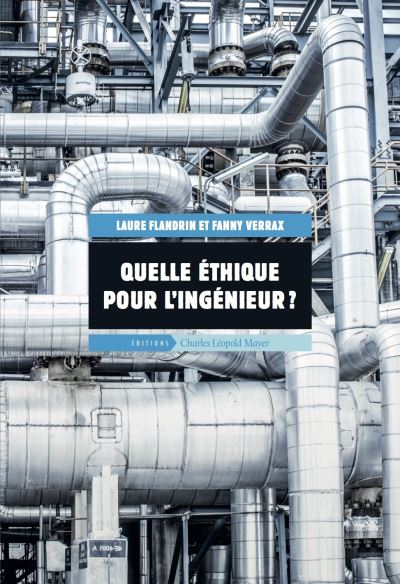 LAURE FLANDRIN ET FANNY VERRAX
QUELLE ÉTHIQUE
POUR L'INGÉNIEUR ?
ÉDITIONS Charles Léopold Mayer